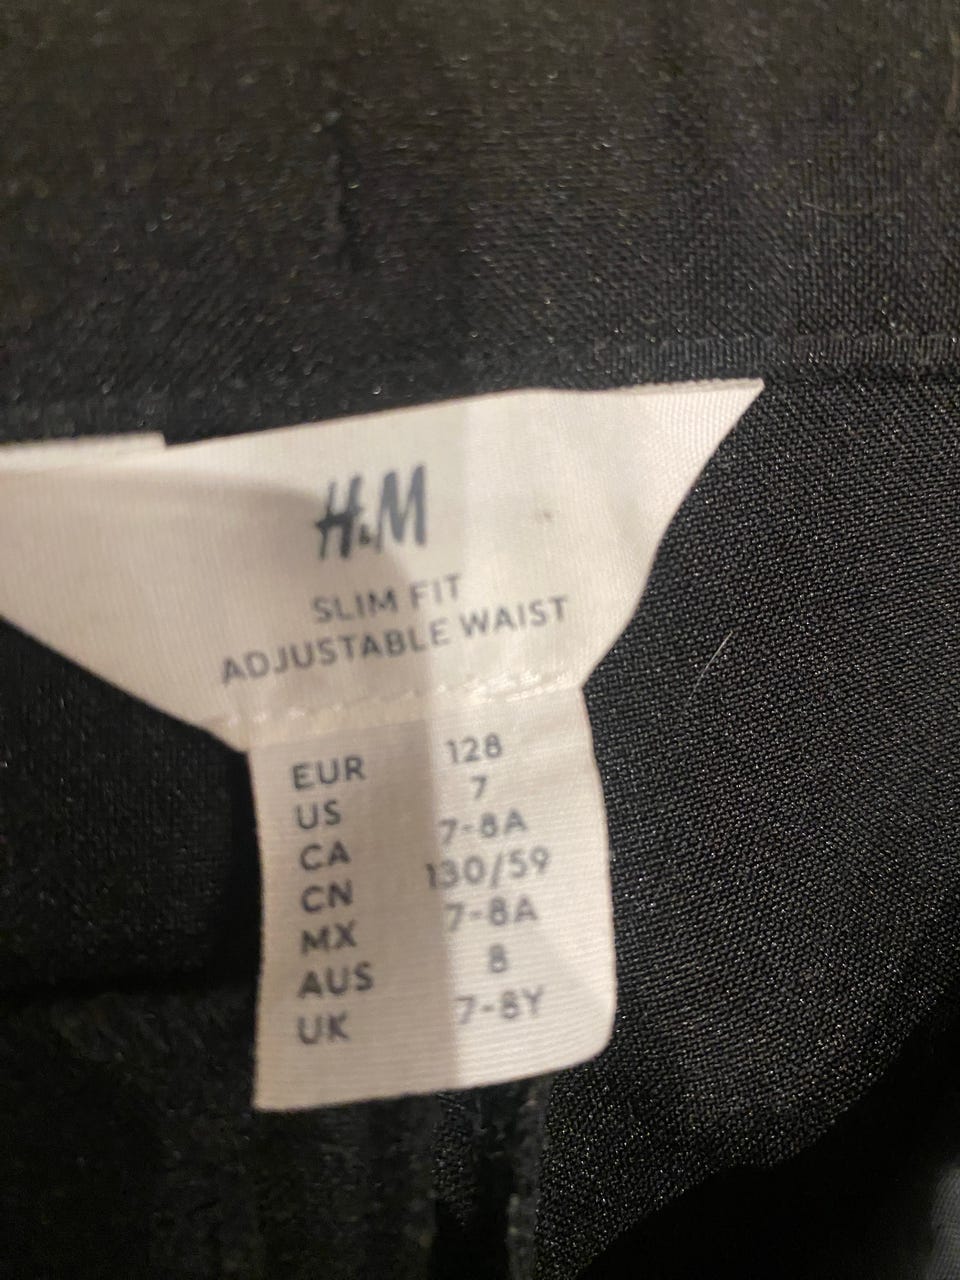 H&M
SLIM FIT
ADJUSTABLE WAIST
EUR 128
US 7
CA 7-8A
CN 130/59
MX 7-8A
AUS 8
UK 7-8Y